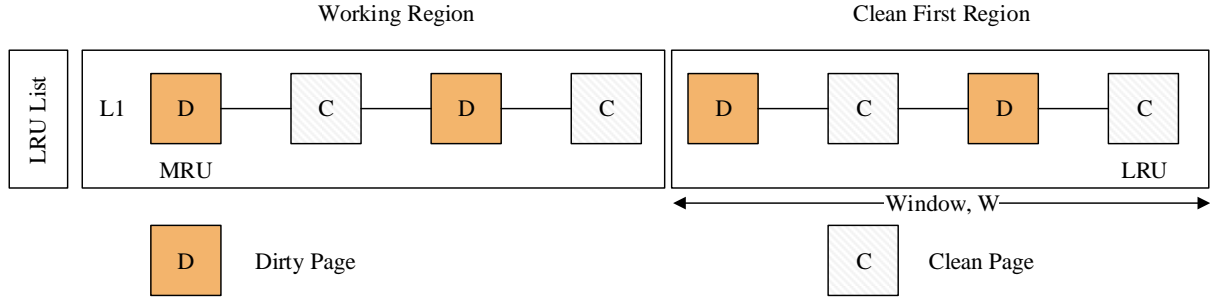 Working Region
Clean First Region
LRU List
L1
D
C
D
C
D
C
D
C
MRU
LRU
Window, W
D
Dirty Page
C
Clean Page